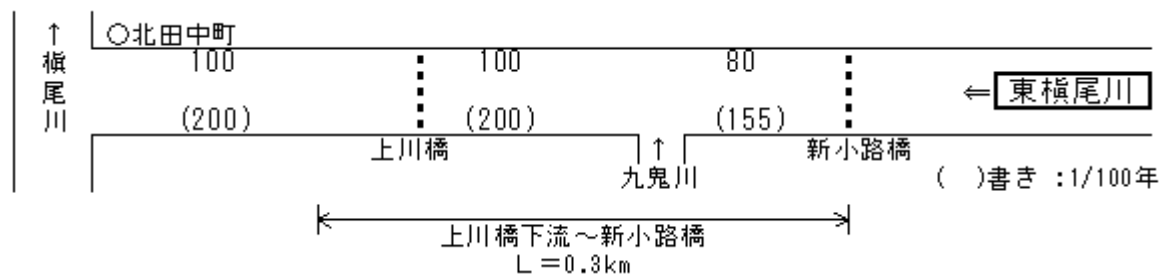 ↑槇尾川
○北田中町
100 100 80
⇐ 東槇尾川
(200) (200) (155)
上川橋 新小路橋
↑
九鬼川
( )書き :1/100年
上川橋下流～新小路橋
L=0.3km